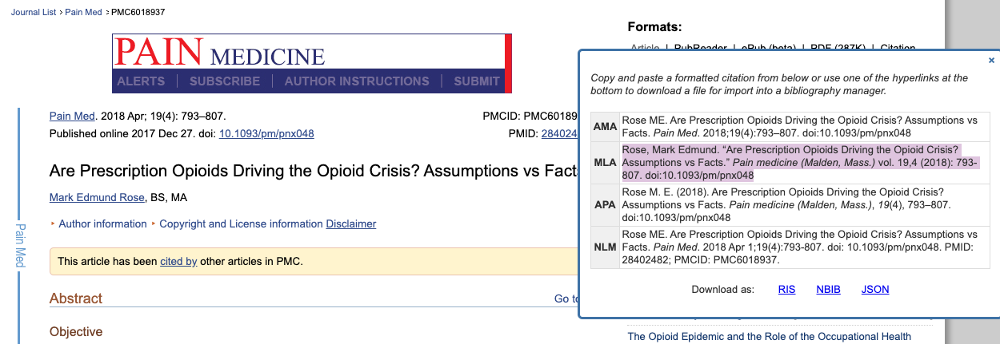 Journal List > Pain Med > PMC6018937
PAIN MEDICINE
ALERTS | SUBSCRIBE | AUTHOR INSTRUCTIONS | SUBMIT
Pain Med
Pain Med. 2018 Apr; 19(4): 793–807. PMCID: PMC60189
Published online 2017 Dec 27. doi: 10.1093/pm/pnx048 PMID: 284024
Are Prescription Opioids Driving the Opioid Crisis? Assumptions vs Fact
Mark Edmund Rose, BS, MA
Author information Copyright and License information Disclaimer
This article has been cited by other articles in PMC.
Abstract Go to
Objective
Formats:
Article | PubReader | ePub (beta) | PDF (287K) | Citation
×
Copy and paste a formatted citation from below or use one of the hyperlinks at the
bottom to download a file for import into a bibliography manager.
AMA Rose ME. Are Prescription Opioids Driving the Opioid Crisis? Assumptions vs
Facts. Pain Med. 2018;19(4):793–807. doi:10.1093/pm/pnx048
MLA Rose, Mark Edmund. “Are Prescription Opioids Driving the Opioid Crisis?
Assumptions vs Facts.” Pain medicine (Malden, Mass.) vol. 19,4 (2018): 793-
807. doi:10.1093/pm/pnx048
APA Rose M. E. (2018). Are Prescription Opioids Driving the Opioid Crisis?
Assumptions vs Facts. Pain medicine (Malden, Mass.), 19(4), 793–807.
doi:10.1093/pm/pnx048
NLM Rose ME. Are Prescription Opioids Driving the Opioid Crisis? Assumptions vs
Facts. Pain Med. 2018 Apr 1;19(4):793-807. doi: 10.1093/pm/pnx048. PMID:
28402482; PMCID: PMC6018937.
Download as: RIS NBIB JSON
The Opioid Epidemic and the Role of the Occupational Health